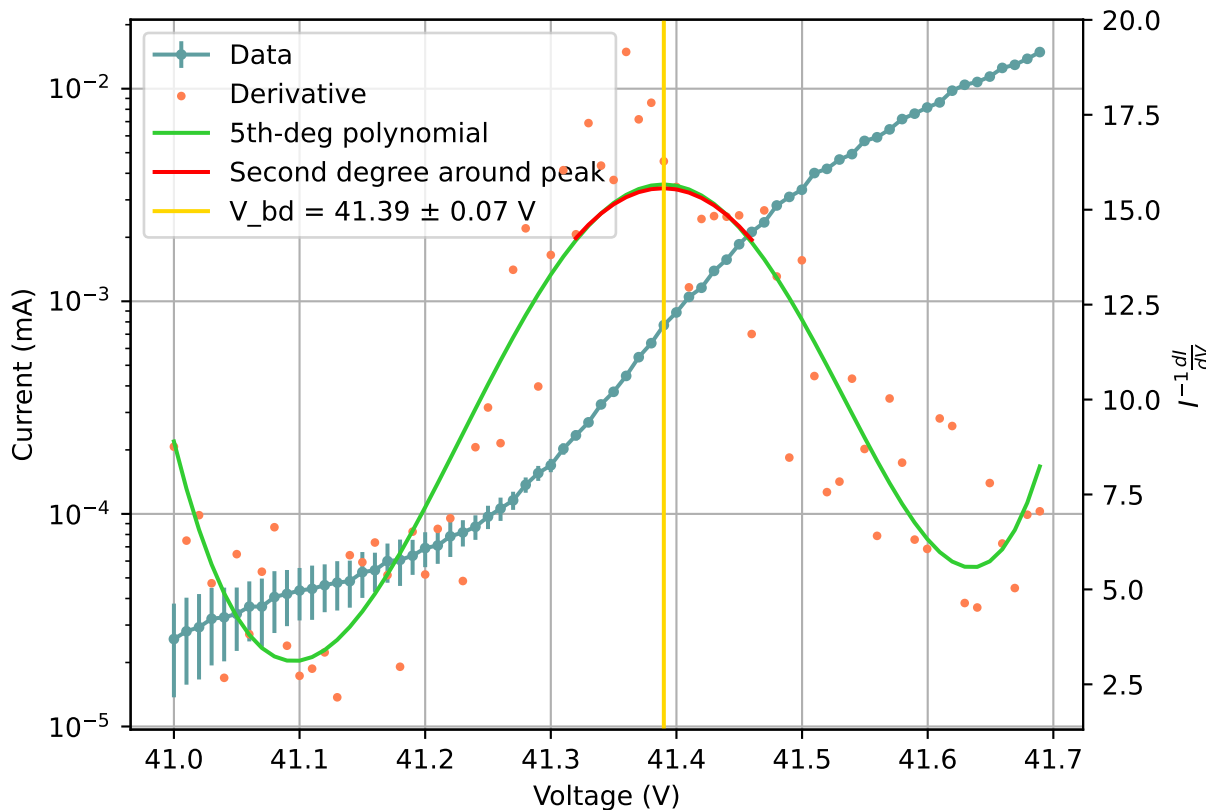 Data
Derivative
5th-deg polynomial
Second degree around peak
V_bd = 41.39 ± 0.07 V
10⁻²
10⁻³
10⁻⁴
10⁻⁵
Current (mA)
20.0
17.5
15.0
12.5
10.0
7.5
5.0
2.5
I⁻¹ dI/dV
41.0 41.1 41.2 41.3 41.4 41.5 41.6 41.7
Voltage (V)